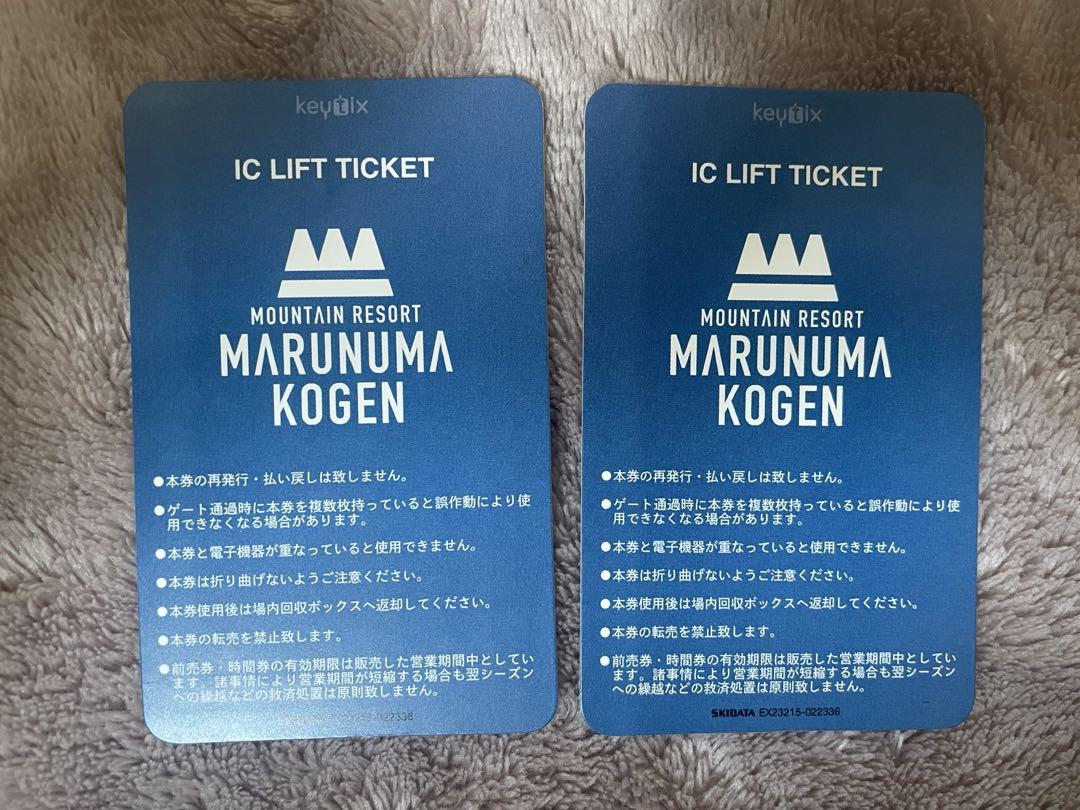 keytix
IC LIFT TICKET
MOUNTAIN RESORT
MARUNUMA
KOGEN
●本券の再発行・払い戻しは致しません。
●ゲート通過時に本券を複数枚持っていると誤作動により使
用できなくなる場合があります。
●本券と電子機器が重なっていると使用できません。
●本券は折り曲げないようご注意ください。
●本券使用後は場内回収ボックスへ返却してください。
●本券の転売を禁止致します。
●前売券・時間券の有効期限は販売した営業期間中としてい
ます。諸事情により営業期間が短縮する場合も翌シーズン
への繰越などの救済処置は原則致しません。
SKIDATA EX23215-022336
keytix
IC LIFT TICKET
MOUNTAIN RESORT
MARUNUMA
KOGEN
●本券の再発行・払い戻しは致しません。
●ゲート通過時に本券を複数枚持っていると誤作動により使
用できなくなる場合があります。
●本券と電子機器が重なっていると使用できません。
●本券は折り曲げないようご注意ください。
●本券使用後は場内回収ボックスへ返却してください。
●本券の転売を禁止致します。
●前売券・時間券の有効期限は販売した営業期間中としてい
ます。諸事情により営業期間が短縮する場合も翌シーズン
への繰越などの救済処置は原則致しません。
SKIDATA EX23215-022336